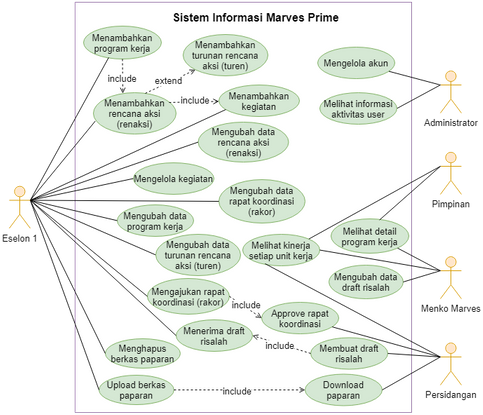 Sistem Informasi Marves Prime
Menambahkan
program kerja
include
Menambahkan
turunan rencana
aksi (turen)
extend
Menambahkan
rencana aksi
(renaksi)
include
Menambahkan
kegiatan
Mengubah data
rencana aksi
(renaksi)
Mengelola kegiatan
Mengubah data
rapat koordinasi
(rakor)
Mengubah data
program kerja
Mengubah data
turunan rencana
aksi (turen)
Mengajukan rapat
koordinasi (rakor)
include
Approve rapat
koordinasi
Menerima draft
risalah
include
Membuat draft
risalah
Menghapus
berkas paparan
Upload berkas
paparan
include
Download
paparan
Mengelola akun
Melihat informasi
aktivitas user
Melihat kinerja
setiap unit kerja
Melihat detail
program kerja
Mengubah data
draft risalah
Eselon 1
Administrator
Pimpinan
Menko Marves
Persidangan